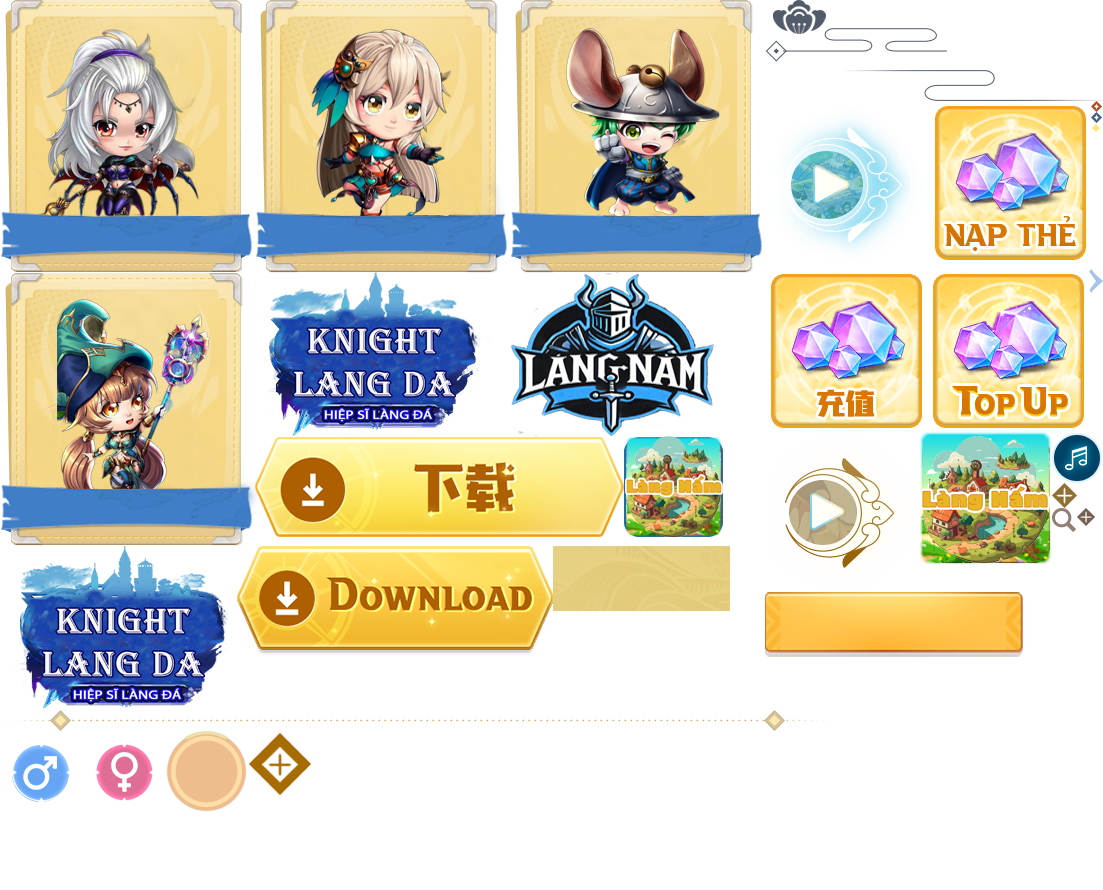 NẠP THẺ
KNIGHT
LANG DA
HIỆP SĨ LÀNG ĐÁ
LÀNG NẤM
充值
TOP UP
下载
Làng Nấm
Làng Nấm
DOWNLOAD
KNIGHT
LANG DA
HIỆP SĨ LÀNG ĐÁ